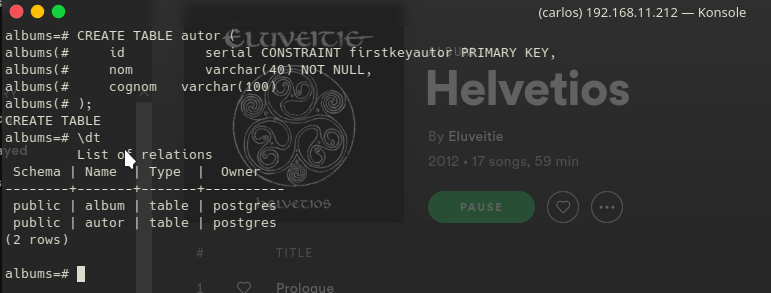 (carlos) 192.168.11.212 — Konsole
albums=# CREATE TABLE autor (
albums(#     id          serial CONSTRAINT firstkeyautor PRIMARY KEY,
albums(#     nom         varchar(40) NOT NULL,
albums(#     cognom   varchar(100)
albums(# );
CREATE TABLE
albums=# \dt
         List of relations
 Schema | Name  | Type  |  Owner
--------+-------+-------+----------
 public | album | table | postgres
 public | autor | table | postgres
(2 rows)
albums=#
ayed
ELUVEITIE
HELVETIOS
ALBUM
Helvetios
By Eluveitie
2012 • 17 songs, 59 min
PAUSE
# TITLE
1 Prologue